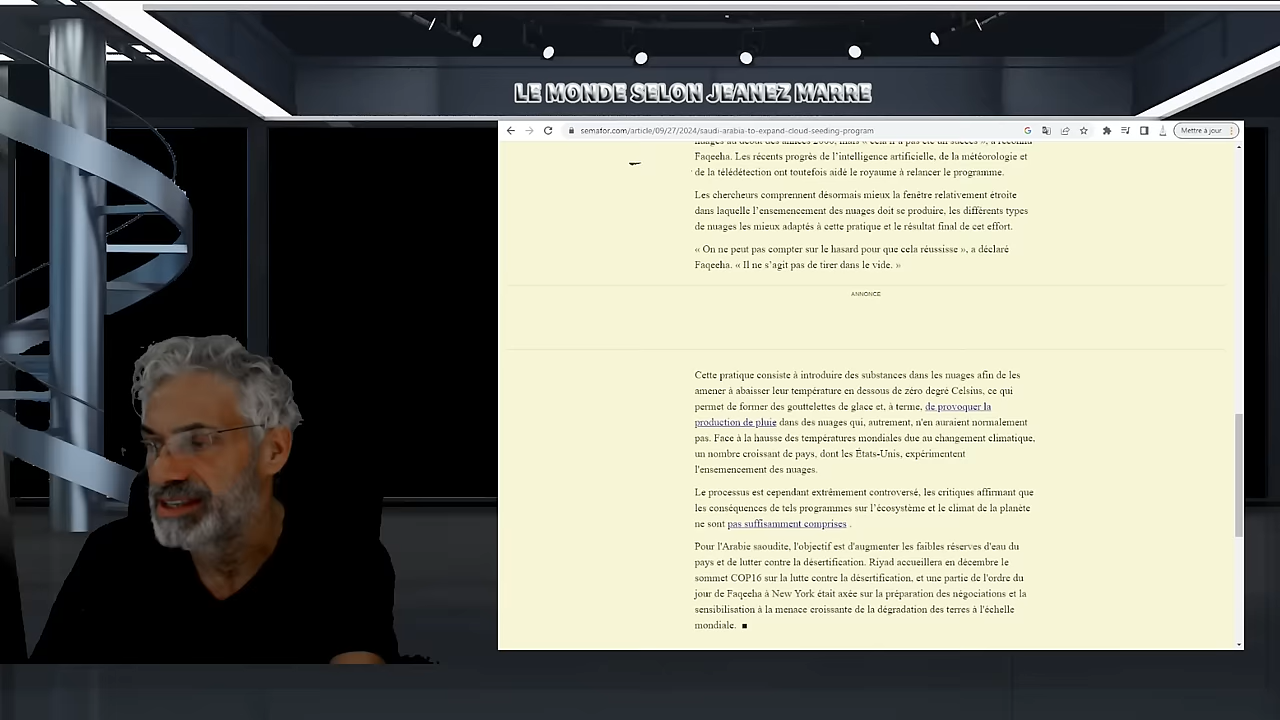 LE MONDE SELON JEANEZ MARRE
semafor.com/article/09/27/2024/saudi-arabia-to-expand-cloud-seeding-program
Mettre à jour
nuages au début des années 2000, mais « cela n'a pas été un succès », a reconnu
Faqeeha. Les récents progrès de l’intelligence artificielle, de la météorologie et
de la télédétection ont toutefois aidé le royaume à relancer le programme.
Les chercheurs comprennent désormais mieux la fenêtre relativement étroite
dans laquelle l’ensemencement des nuages doit se produire, les différents types
de nuages les mieux adaptés à cette pratique et le résultat final de cet effort.
« On ne peut pas compter sur le hasard pour que cela réussisse », a déclaré
Faqeeha. « Il ne s’agit pas de tirer dans le vide. »
ANNONCE
Cette pratique consiste à introduire des substances dans les nuages afin de les
amener à abaisser leur température en dessous de zéro degré Celsius, ce qui
permet de former des gouttelettes de glace et, à terme, de provoquer la
production de pluie dans des nuages qui, autrement, n'en auraient normalement
pas. Face à la hausse des températures mondiales due au changement climatique,
un nombre croissant de pays, dont les États-Unis, expérimentent
l'ensemencement des nuages.
Le processus est cependant extrêmement controversé, les critiques affirmant que
les conséquences de tels programmes sur l’écosystème et le climat de la planète
ne sont pas suffisamment comprises .
Pour l'Arabie saoudite, l'objectif est d'augmenter les faibles réserves d'eau du
pays et de lutter contre la désertification. Riyad accueillera en décembre le
sommet COP16 sur la lutte contre la désertification, et une partie de l'ordre du
jour de Faqeeha à New York était axée sur la préparation des négociations et la
sensibilisation à la menace croissante de la dégradation des terres à l'échelle
mondiale. ■